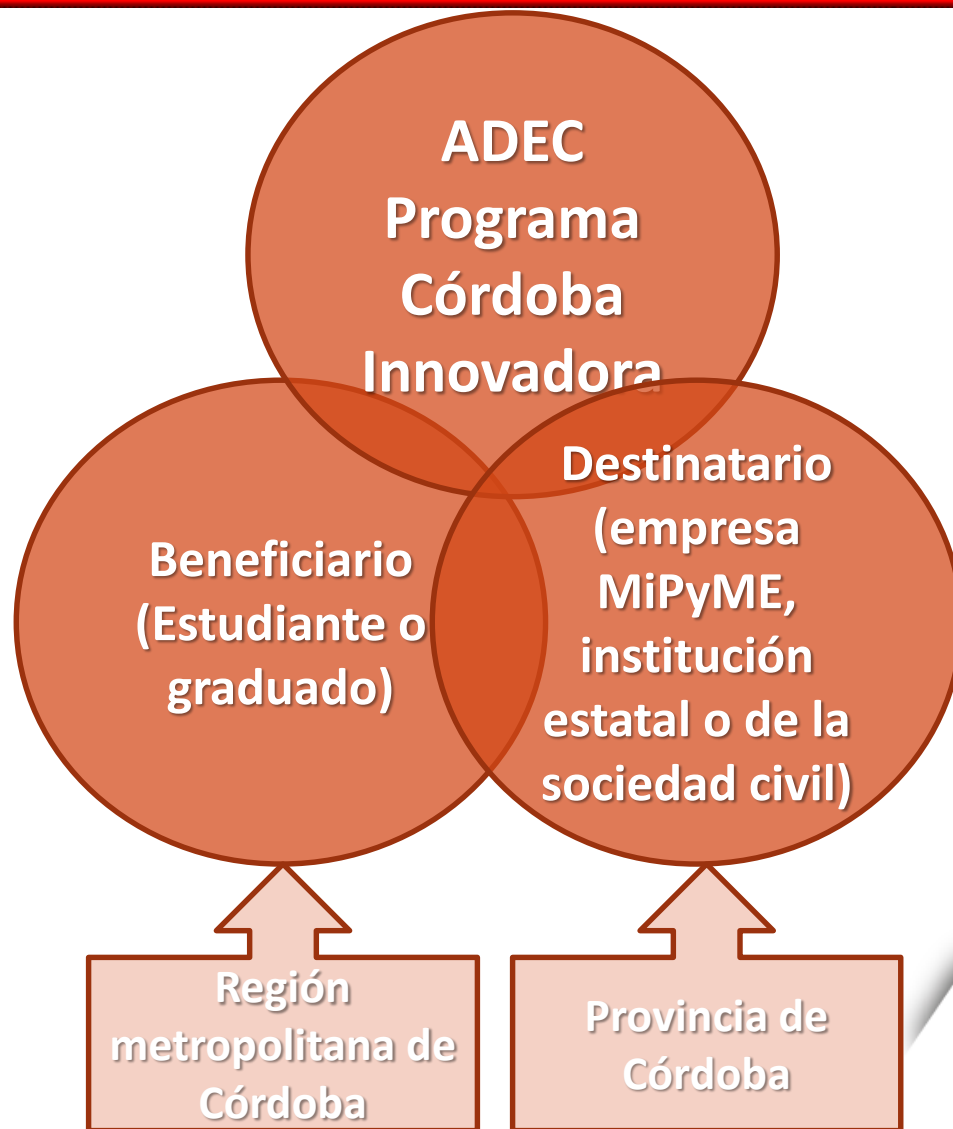 ADEC
Programa
Córdoba
Innovadora
Beneficiario
(Estudiante o
graduado)
Destinatario
(empresa
MiPyME,
institución
estatal o de la
sociedad civil)
Región
metropolitana de
Córdoba
Provincia de
Córdoba